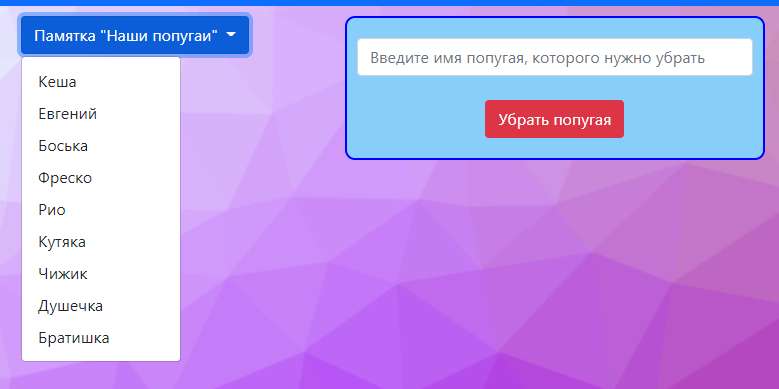 Памятка "Наши попугаи"
Кеша
Евгений
Боська
Фреско
Рио
Кутяка
Чижик
Душечка
Братишка
Введите имя попугая, которого нужно убрать
Убрать попугая